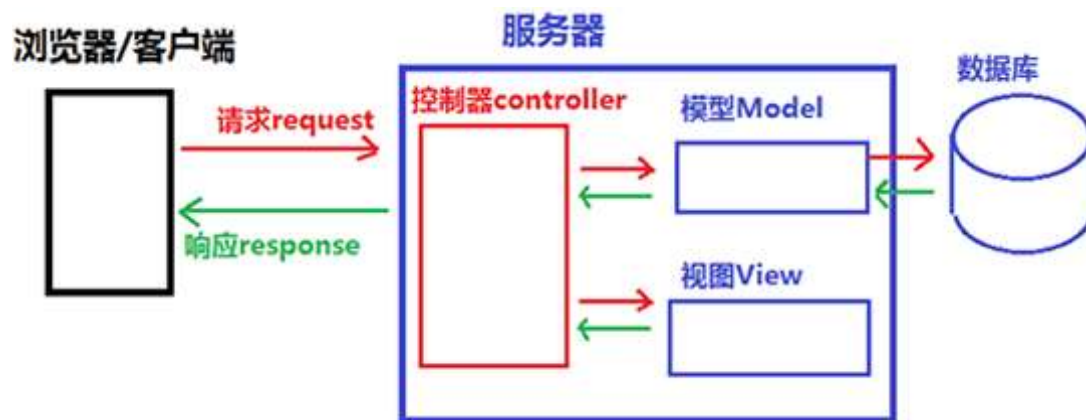 服务器
浏览器/客户端
数据库
控制器controller
模型Model
请求request
响应response
视图View